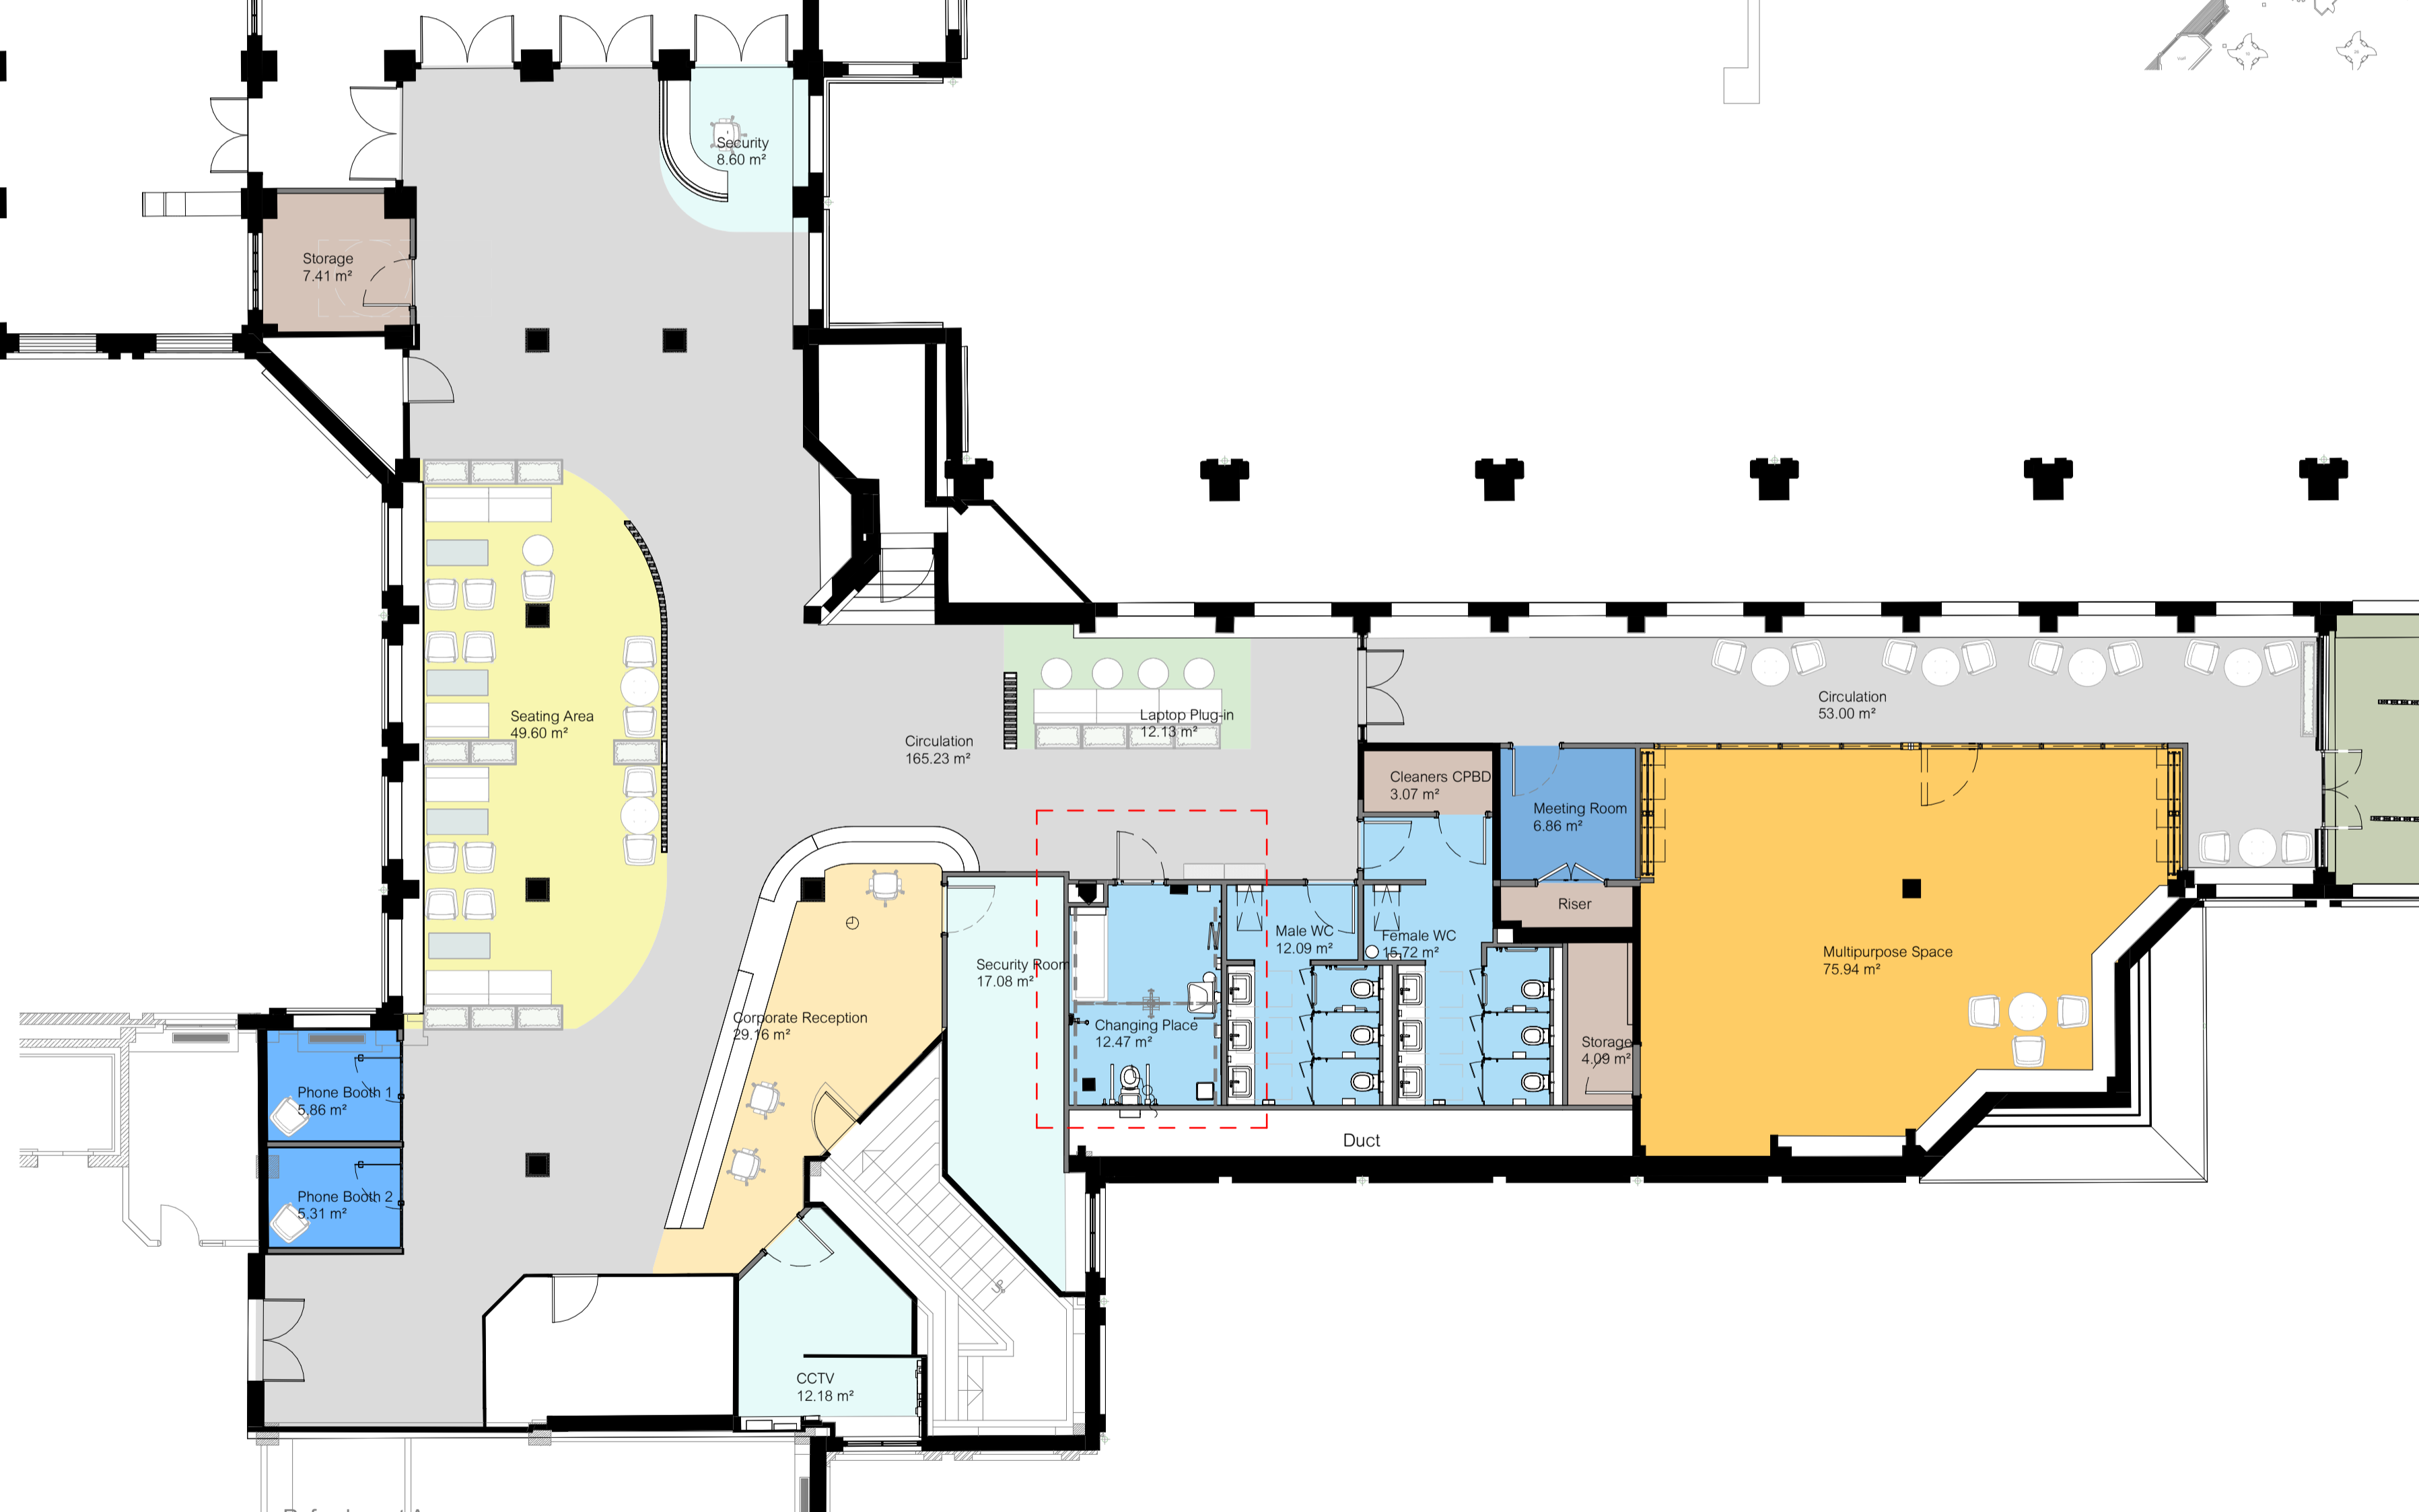 Security
8.60 m²
Storage
7.41 m²
Seating Area
49.60 m²
Circulation
165.23 m²
Laptop Plug-in
12.13 m²
Circulation
53.00 m²
Cleaners CPBD
3.07 m²
Meeting Room
6.86 m²
Riser
Male WC
12.09 m²
Female WC
15.72 m²
Multipurpose Space
75.94 m²
Security Room
17.08 m²
Corporate Reception
29.16 m²
Changing Place
12.47 m²
Storage
4.09 m²
Phone Booth 1
5.86 m²
Duct
Phone Booth 2
5.31 m²
UP
CCTV
12.18 m²